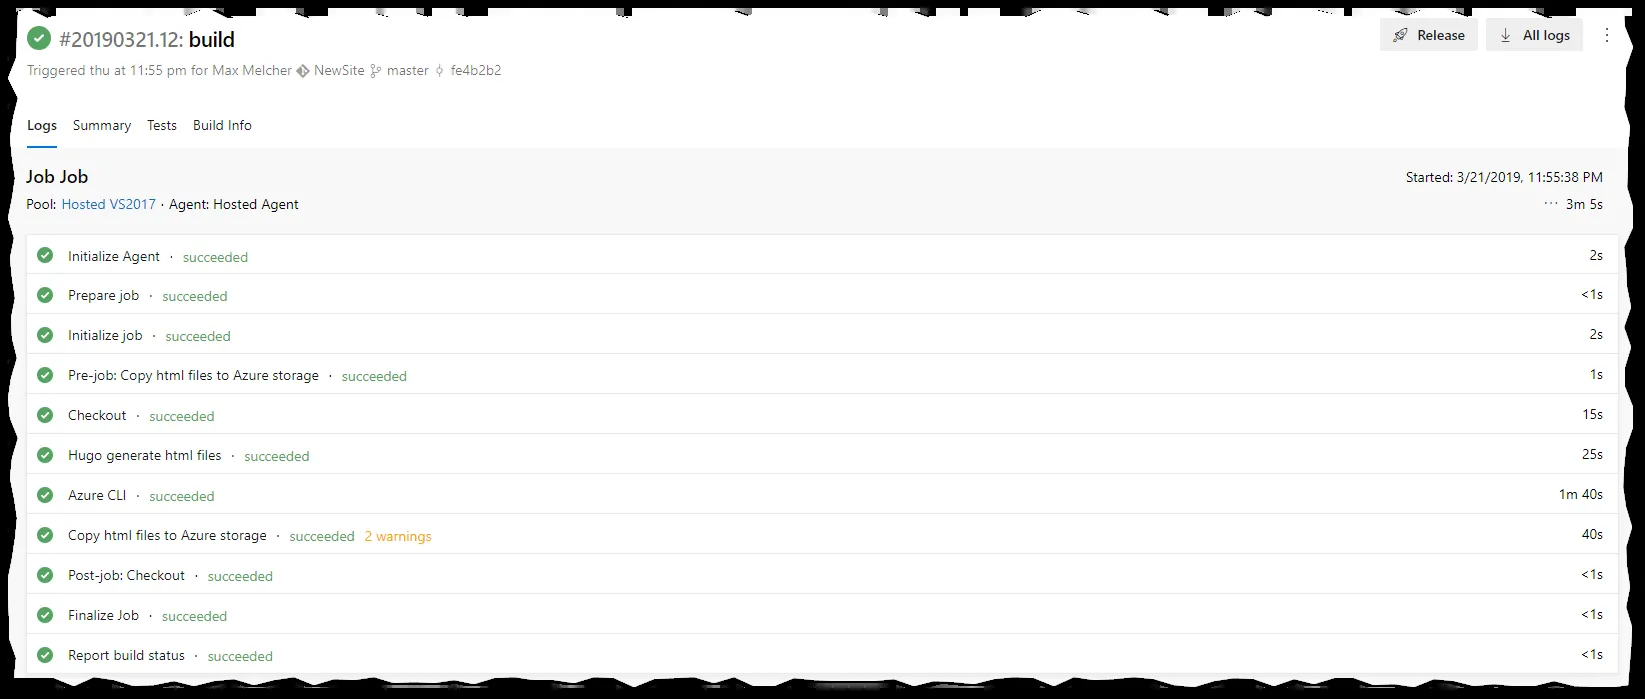 #20190321.12: build
Release
All logs
Triggered thu at 11:55 pm for Max Melcher NewSite master fe4b2b2
Logs Summary Tests Build Info
Job Job
Started: 3/21/2019, 11:55:38 PM
Pool: Hosted VS2017 · Agent: Hosted Agent
··· 3m 5s
Initialize Agent · succeeded 2s
Prepare job · succeeded <1s
Initialize job · succeeded 2s
Pre-job: Copy html files to Azure storage · succeeded 1s
Checkout · succeeded 15s
Hugo generate html files · succeeded 25s
Azure CLI · succeeded 1m 40s
Copy html files to Azure storage · succeeded 2 warnings 40s
Post-job: Checkout · succeeded <1s
Finalize Job · succeeded <1s
Report build status · succeeded <1s